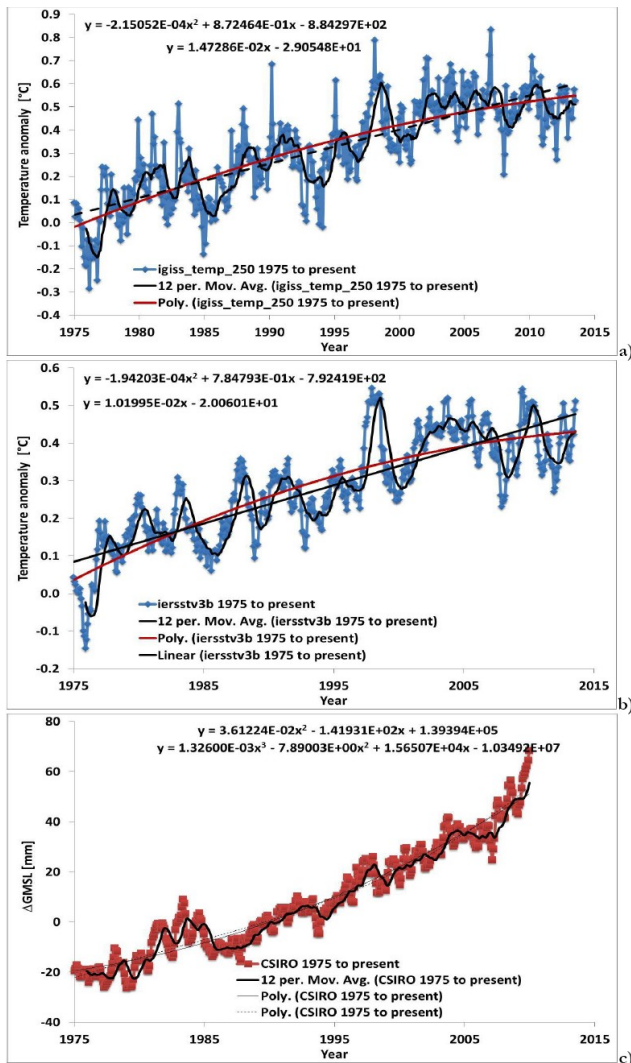 y = -2.15052E-04x² + 8.72464E-01x - 8.84297E+02
y = 1.47286E-02x - 2.90548E+01
Temperature anomaly [°C]
0.9
0.8
0.7
0.6
0.5
0.4
0.3
0.2
0.1
0.0
0.1
0.2
0.3
0.4
igiss_temp_250 1975 to present
12 per. Mov. Avg. (igiss_temp_250 1975 to present)
Poly. (igiss_temp_250 1975 to present)
1975 1980 1985 1990 1995 2000 2005 2010 2015
Year
a)
y = -1.94203E-04x² + 7.84793E-01x - 7.92419E+02
y = 1.01995E-02x - 2.00601E+01
Temperature anomaly [°C]
0.6
0.5
0.4
0.3
0.2
0.1
0.0
0.1
0.2
iersstv3b 1975 to present
12 per. Mov. Avg. (iersstv3b 1975 to present)
Poly. (iersstv3b 1975 to present)
Linear (iersstv3b 1975 to present)
1975 1985 1995 2005 2015
Year
b)
y = 3.61224E-02x² - 1.41931E+02x + 1.39394E+05
y = 1.32600E-03x³ - 7.89003E+00x² + 1.56507E+04x - 1.03492E+07
ΔGMSL [mm]
80
60
40
20
0
-20
-40
CSIRO 1975 to present
12 per. Mov. Avg. (CSIRO 1975 to present)
Poly. (CSIRO 1975 to present)
Poly. (CSIRO 1975 to present)
1975 1985 1995 2005 2015
Year
c)